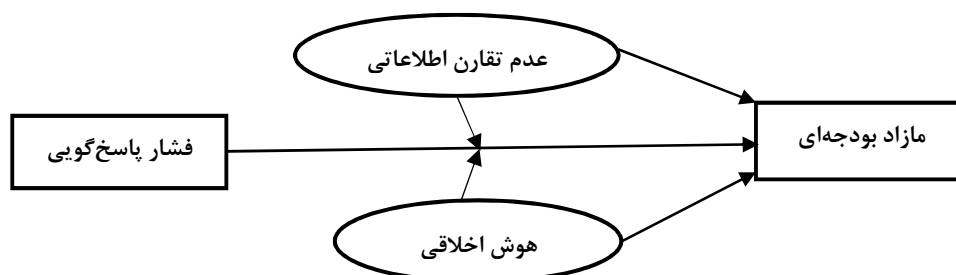 عدم تقارن اطلاعاتی
مازاد بودجه‌ای
فشار پاسخ‌گویی
هوش اخلاقی